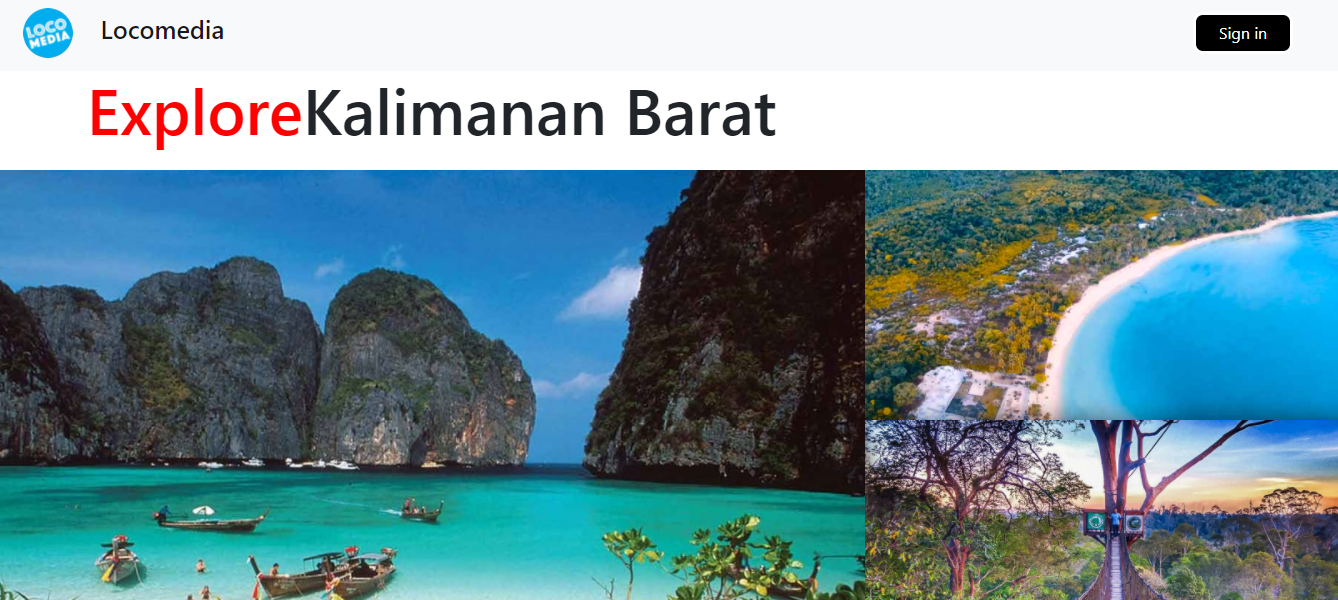 LOCO
MEDIA
Locomedia
Sign in
ExploreKalimanan Barat